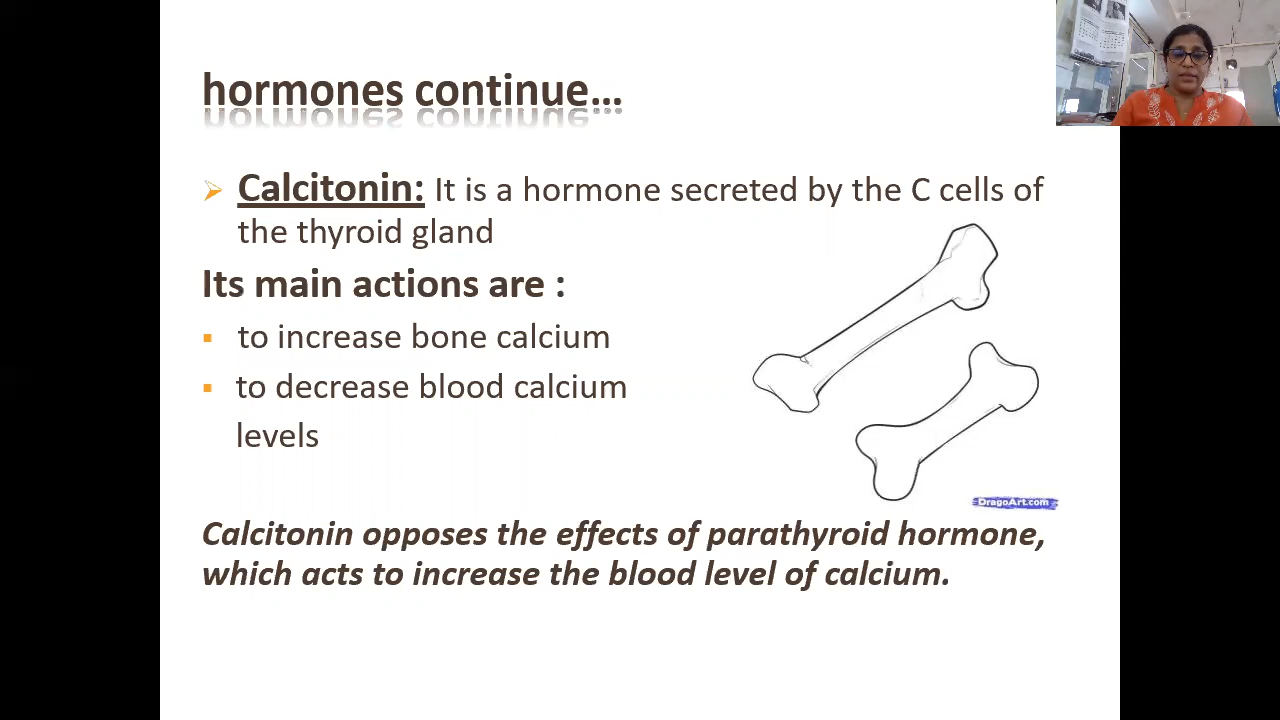 hormones continue...
Calcitonin: It is a hormone secreted by the C cells of
the thyroid gland
Its main actions are :
to increase bone calcium
to decrease blood calcium
levels
DragoArt.com
Calcitonin opposes the effects of parathyroid hormone,
which acts to increase the blood level of calcium.